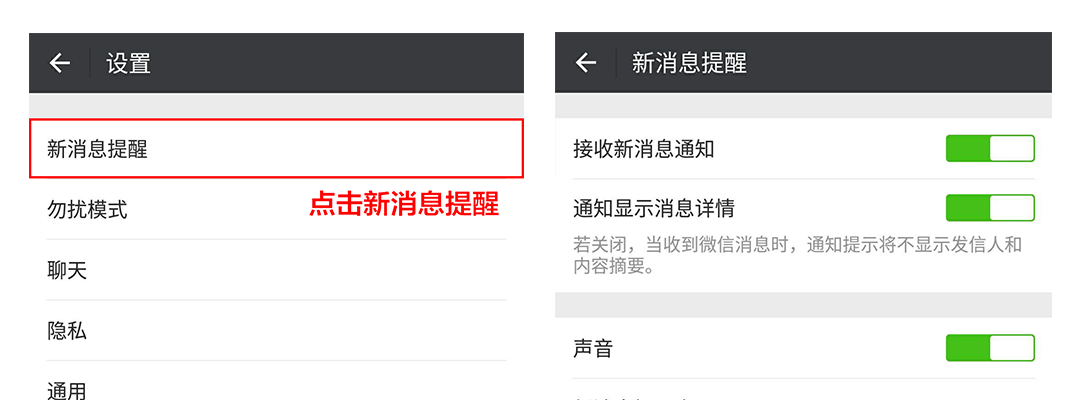 设置
新消息提醒
点击新消息提醒
勿扰模式
聊天
隐私
通用
新消息提醒
接收新消息通知
通知显示消息详情
若关闭，当收到微信消息时，通知提示将不显示发信人和
内容摘要。
声音